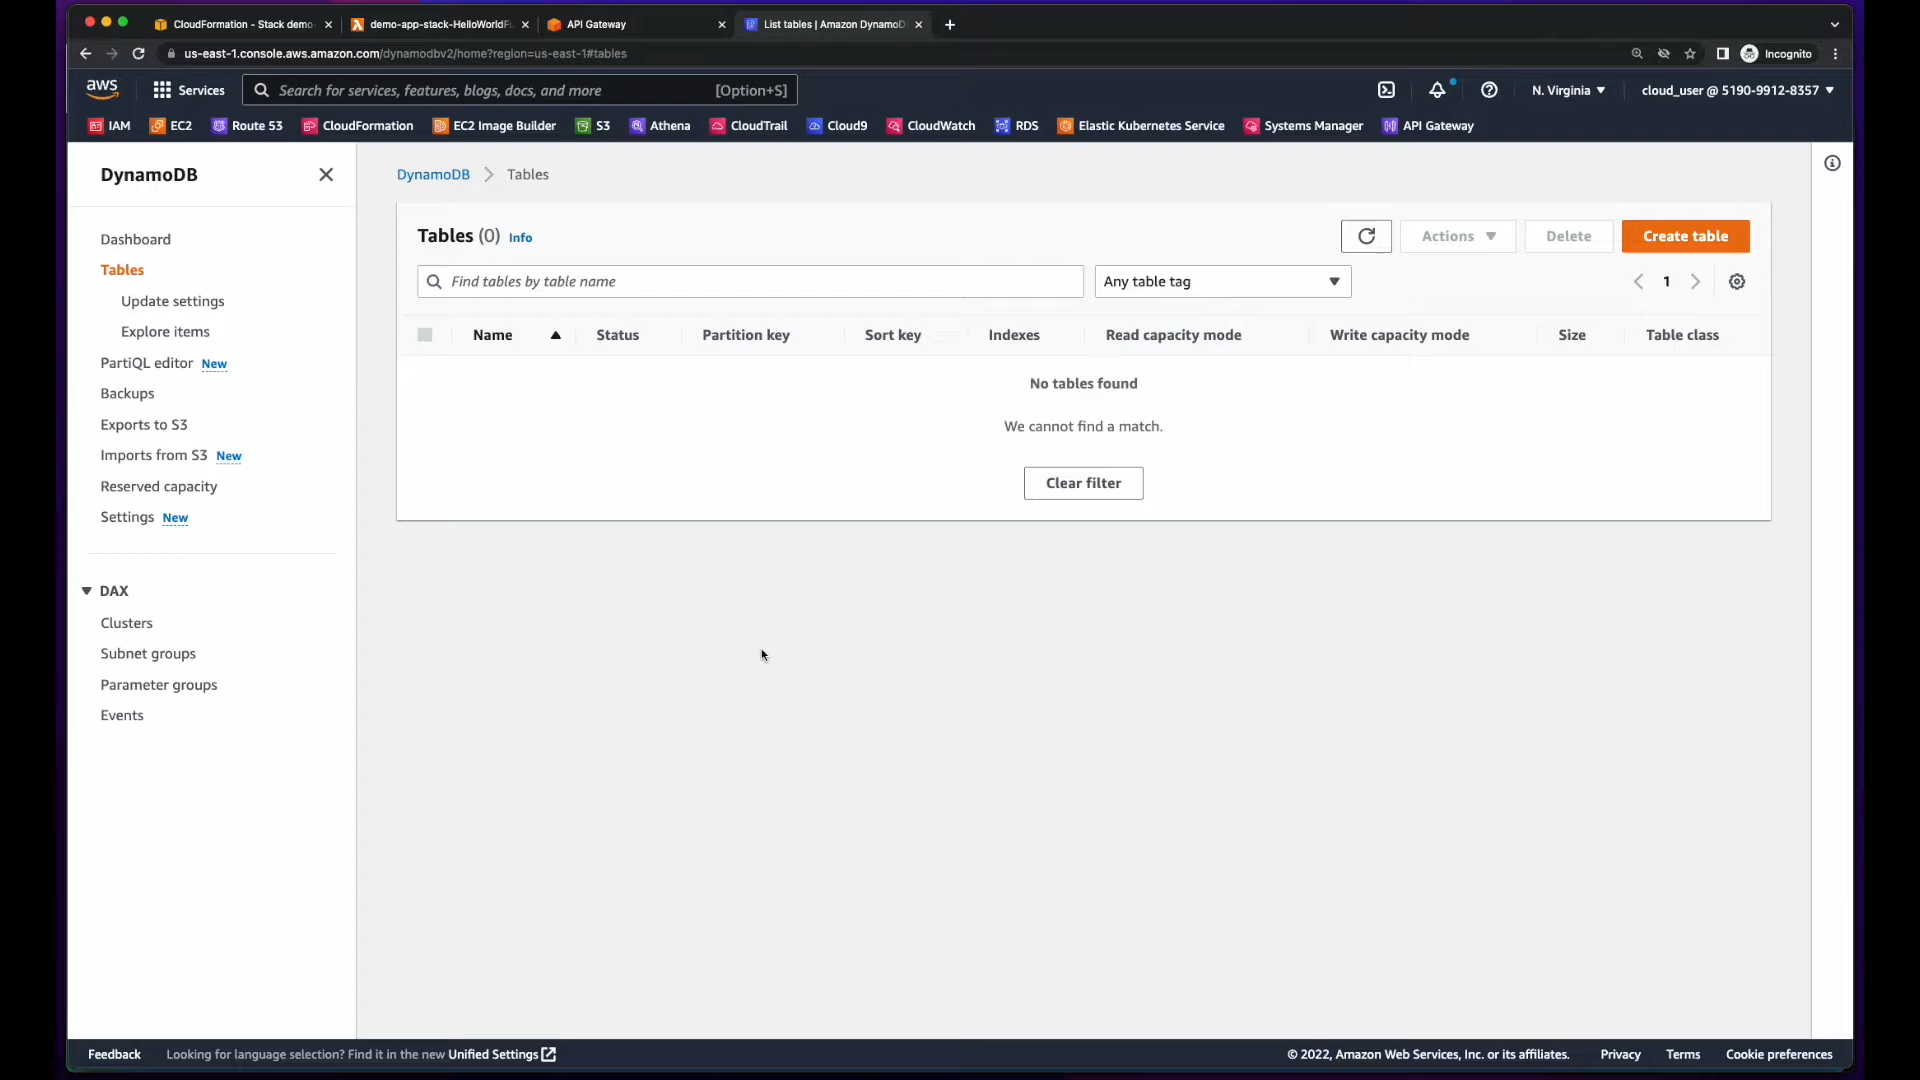 CloudFormation - Stack demo
demo-app-stack-HelloWorldFu
API Gateway
List tables | Amazon DynamoD
us-east-1.console.aws.amazon.com/dynamodbv2/home?region=us-east-1#tables
Incognito
aws
Services
Search for services, features, blogs, docs, and more
[Option+S]
N. Virginia
cloud_user @ 5190-9912-8357
IAM
EC2
Route 53
CloudFormation
EC2 Image Builder
S3
Athena
CloudTrail
Cloud9
CloudWatch
RDS
Elastic Kubernetes Service
Systems Manager
API Gateway
DynamoDB
Dashboard
Tables
Update settings
Explore items
PartiQL editor New
Backups
Exports to S3
Imports from S3 New
Reserved capacity
Settings New
DAX
Clusters
Subnet groups
Parameter groups
Events
DynamoDB
Tables
Tables (0) Info
Actions
Delete
Create table
Find tables by table name
Any table tag
1
Name
Status
Partition key
Sort key
Indexes
Read capacity mode
Write capacity mode
Size
Table class
No tables found
We cannot find a match.
Clear filter
Feedback
Looking for language selection? Find it in the new Unified Settings
© 2022, Amazon Web Services, Inc. or its affiliates.
Privacy
Terms
Cookie preferences